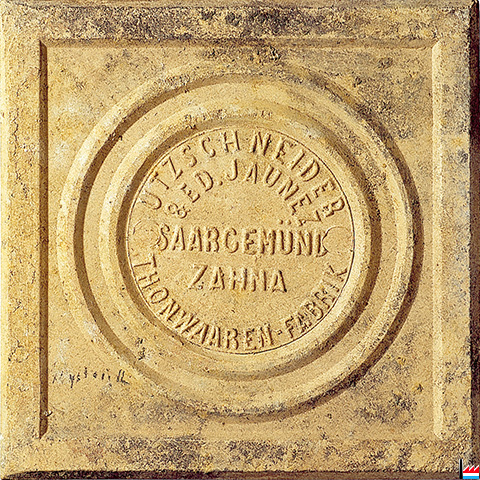 UTZSCHNEIDER
& ED. JAUNEZ
SAARGEMÜND
ZAHNA
THONWAAREN-FABRIK